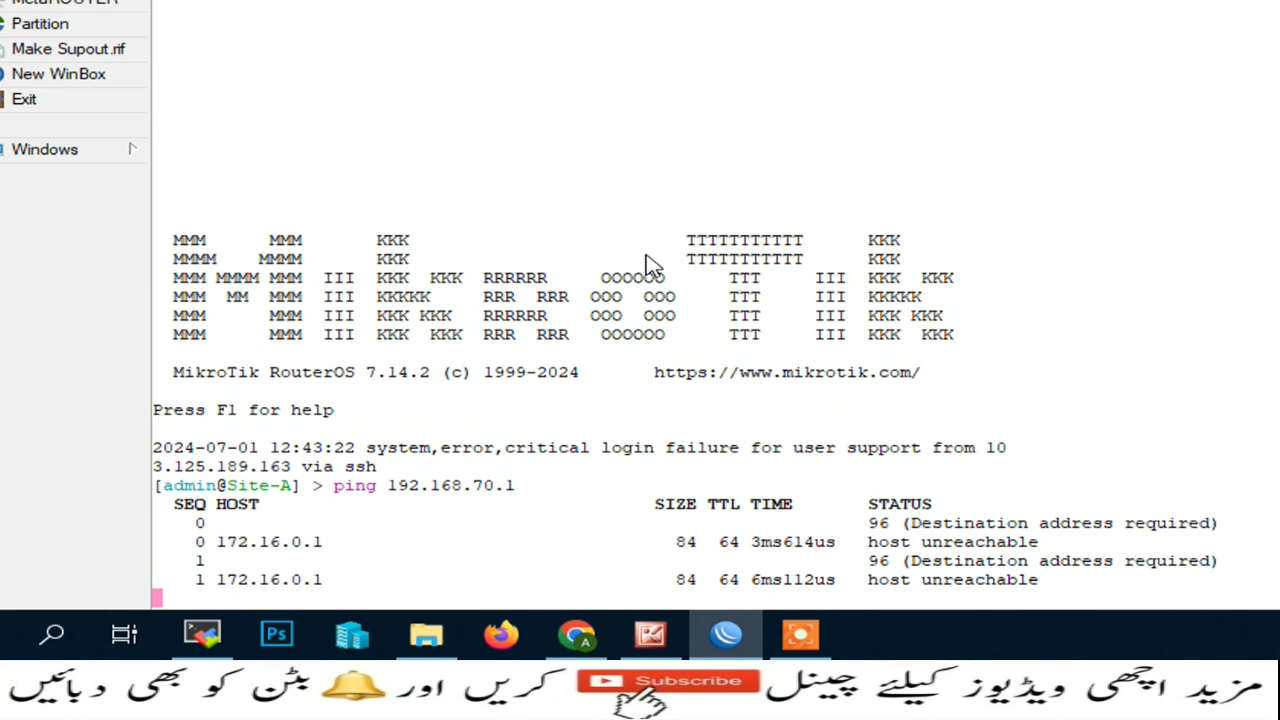 MetaROUTER
Partition
Make Supout.rif
New WinBox
Exit
Windows
MMM      MMM       KKK                          TTTTTTTTTTT      KKK
MMMM    MMMM       KKK                          TTTTTTTTTTT      KKK
MMM MMMM MMM  III  KKK  KKK  RRRRRR     OOOOOO      TTT     III  KKK  KKK
MMM  MM  MMM  III  KKKKK     RRR  RRR  OOO  OOO     TTT     III  KKKKK
MMM      MMM  III  KKK KKK   RRRRRR    OOO  OOO     TTT     III  KKK KKK
MMM      MMM  III  KKK  KKK  RRR  RRR   OOOOOO      TTT     III  KKK  KKK
MikroTik RouterOS 7.14.2 (c) 1999-2024       https://www.mikrotik.com/
Press F1 for help
2024-07-01 12:43:22 system,error,critical login failure for user support from 10
3.125.189.163 via ssh
[admin@Site-A] > ping 192.168.70.1
SEQ HOST                                     SIZE TTL TIME       STATUS
0                                                              96 (Destination address required)
0 172.16.0.1                                 84  64 3ms614us   host unreachable
1                                                              96 (Destination address required)
1 172.16.0.1                                 84  64 6ms112us   host unreachable
Ps
A
مزید اچھی ویڈیوز کیلئے چینل Subscribe کریں اور بٹن کو بھی دبائیں